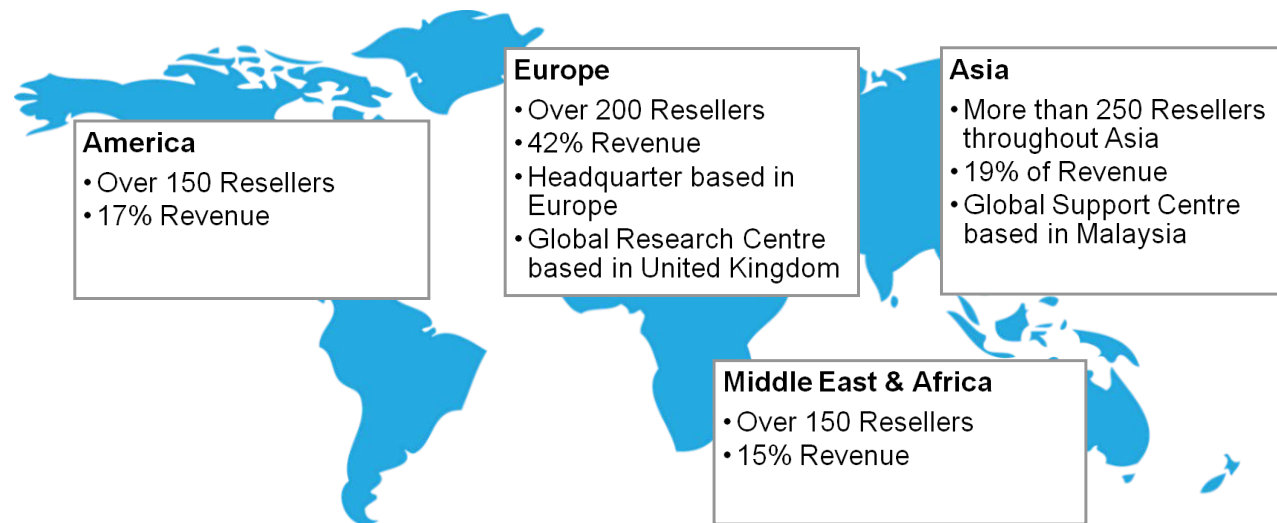 America
• Over 150 Resellers
• 17% Revenue
Europe
• Over 200 Resellers
• 42% Revenue
• Headquarter based in
Europe
• Global Research Centre
based in United Kingdom
Asia
• More than 250 Resellers
throughout Asia
• 19% of Revenue
• Global Support Centre
based in Malaysia
Middle East & Africa
• Over 150 Resellers
• 15% Revenue